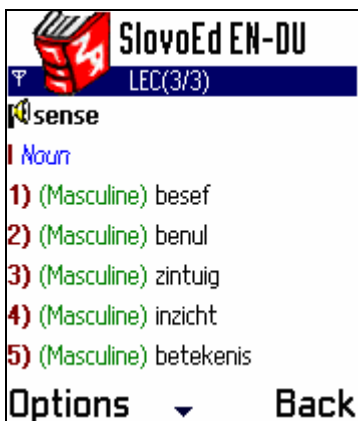 SlovoEd EN-DU
LEC(3/3)
sense
I Noun
1) (Masculine) besef
2) (Masculine) benul
3) (Masculine) zintuig
4) (Masculine) inzicht
5) (Masculine) betekenis
Options Back